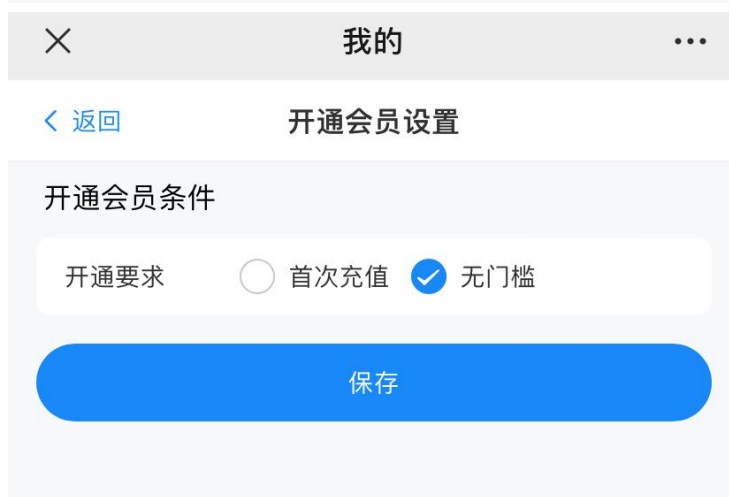 我的
返回 开通会员设置
开通会员条件
开通要求 首次充值 无门槛
保存